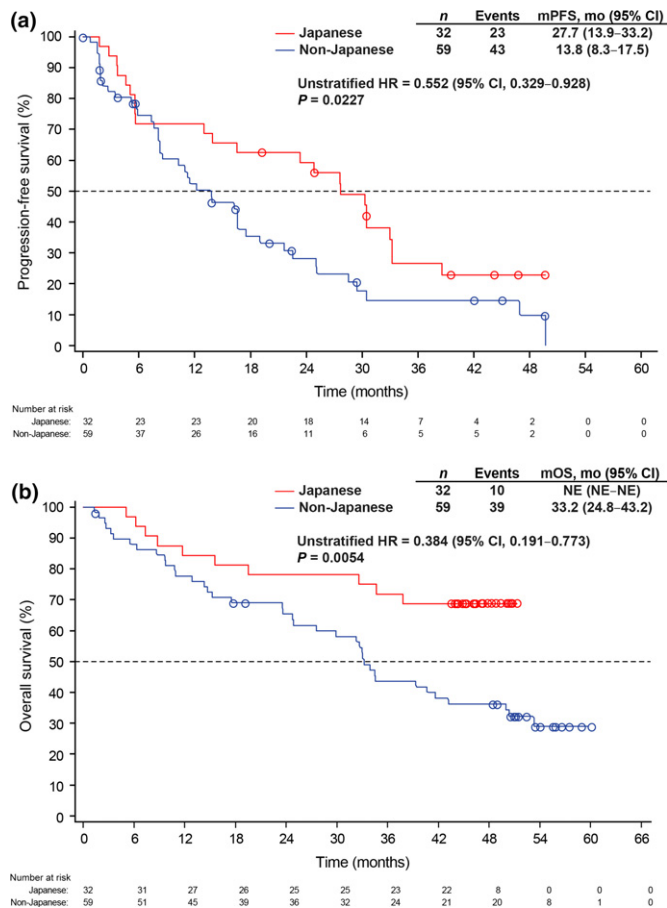 (a)
n Events mPFS, mo (95% CI)
Japanese 32 23 27.7 (13.9–33.2)
Non-Japanese 59 43 13.8 (8.3–17.5)
Unstratified HR = 0.552 (95% CI, 0.329–0.928)
P = 0.0227
Progression-free survival (%)
100
90
80
70
60
50
40
30
20
10
0
0 6 12 18 24 30 36 42 48 54 60
Time (months)
Number at risk
Japanese: 32 23 23 20 18 14 7 4 2 0 0
Non-Japanese: 59 37 26 16 11 6 5 5 2 0 0
(b)
n Events mOS, mo (95% CI)
Japanese 32 10 NE (NE–NE)
Non-Japanese 59 39 33.2 (24.8–43.2)
Unstratified HR = 0.384 (95% CI, 0.191–0.773)
P = 0.0054
Overall survival (%)
100
90
80
70
60
50
40
30
20
10
0
0 6 12 18 24 30 36 42 48 54 60 66
Time (months)
Number at risk
Japanese: 32 31 27 26 25 25 23 22 8 0 0 0
Non-Japanese: 59 51 45 39 36 32 24 21 20 8 1 0